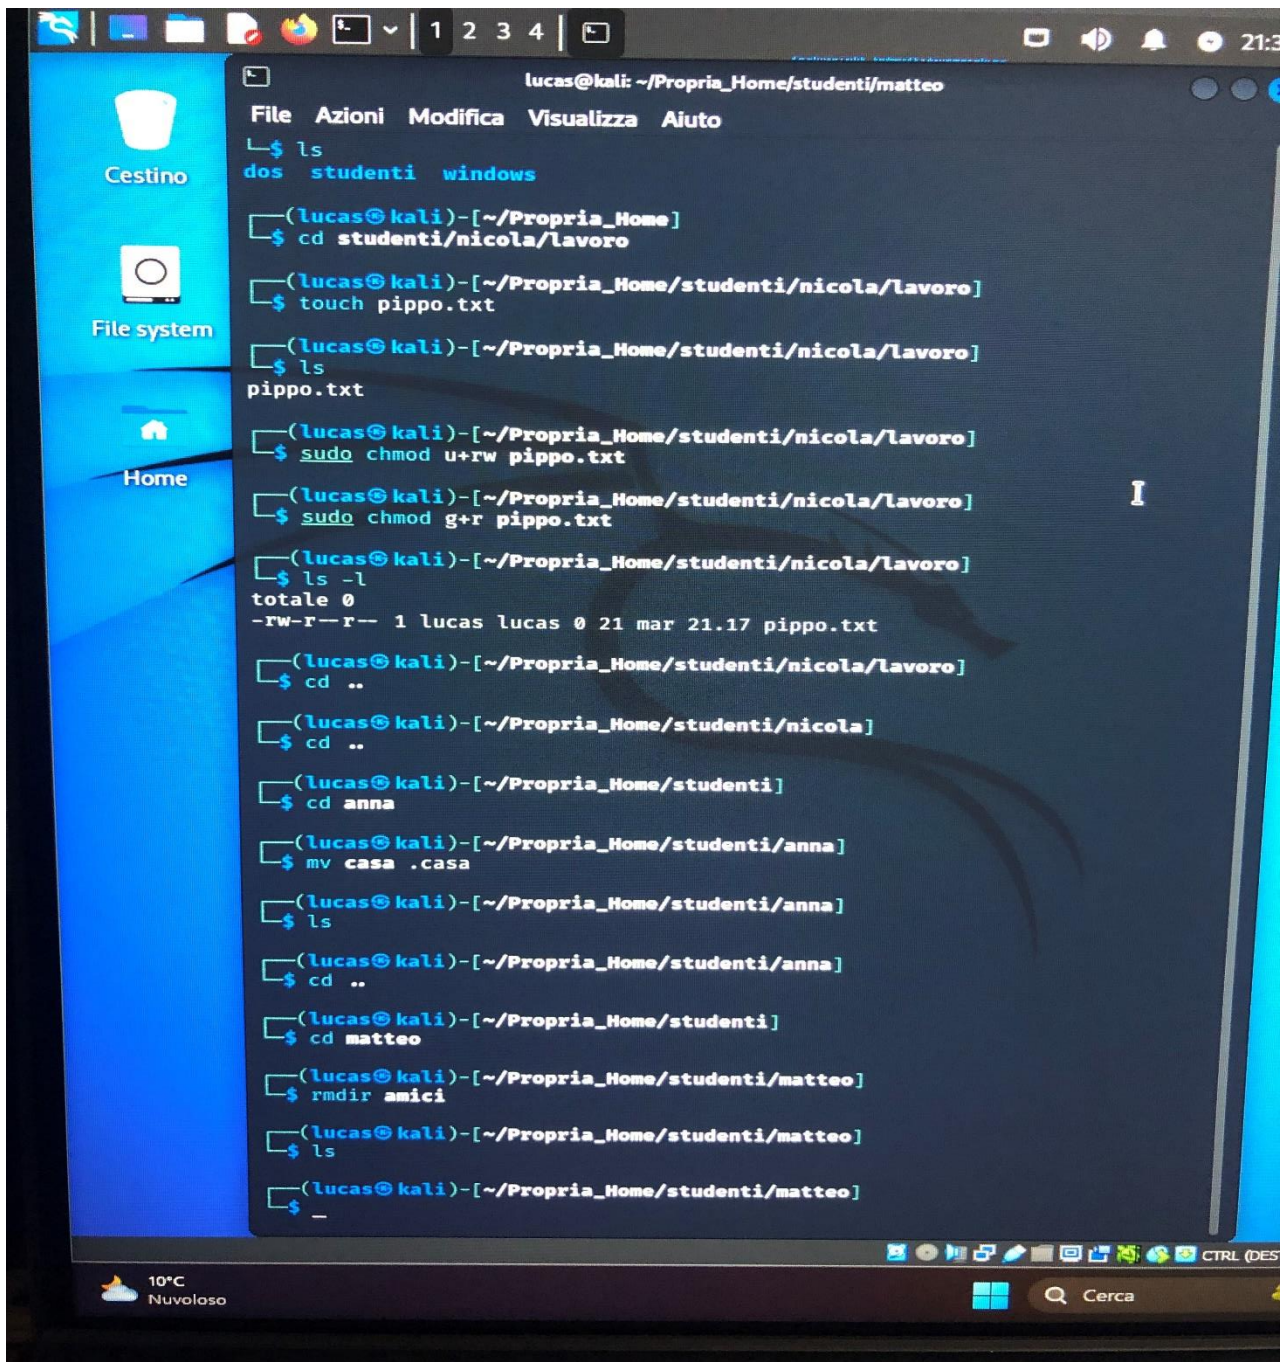 1 2 3 4
21:3
lucas@kali: ~/Propria_Home/studenti/matteo
File Azioni Modifica Visualizza Aiuto
Cestino
File system
Home
└─$ ls
dos studenti windows
┌──(lucas㉿kali)-[~/Propria_Home]
└─$ cd studenti/nicola/lavoro
┌──(lucas㉿kali)-[~/Propria_Home/studenti/nicola/lavoro]
└─$ touch pippo.txt
┌──(lucas㉿kali)-[~/Propria_Home/studenti/nicola/lavoro]
└─$ ls
pippo.txt
┌──(lucas㉿kali)-[~/Propria_Home/studenti/nicola/lavoro]
└─$ sudo chmod u+rw pippo.txt
┌──(lucas㉿kali)-[~/Propria_Home/studenti/nicola/lavoro]
└─$ sudo chmod g+r pippo.txt
┌──(lucas㉿kali)-[~/Propria_Home/studenti/nicola/lavoro]
└─$ ls -l
totale 0
-rw-r--r-- 1 lucas lucas 0 21 mar 21.17 pippo.txt
┌──(lucas㉿kali)-[~/Propria_Home/studenti/nicola/lavoro]
└─$ cd ..
┌──(lucas㉿kali)-[~/Propria_Home/studenti/nicola]
└─$ cd ..
┌──(lucas㉿kali)-[~/Propria_Home/studenti]
└─$ cd anna
┌──(lucas㉿kali)-[~/Propria_Home/studenti/anna]
└─$ mv casa .casa
┌──(lucas㉿kali)-[~/Propria_Home/studenti/anna]
└─$ ls
┌──(lucas㉿kali)-[~/Propria_Home/studenti/anna]
└─$ cd ..
┌──(lucas㉿kali)-[~/Propria_Home/studenti]
└─$ cd matteo
┌──(lucas㉿kali)-[~/Propria_Home/studenti/matteo]
└─$ rmdir amici
┌──(lucas㉿kali)-[~/Propria_Home/studenti/matteo]
└─$ ls
┌──(lucas㉿kali)-[~/Propria_Home/studenti/matteo]
└─$ _
CTRL (DES
10°C
Nuvoloso
Cerca